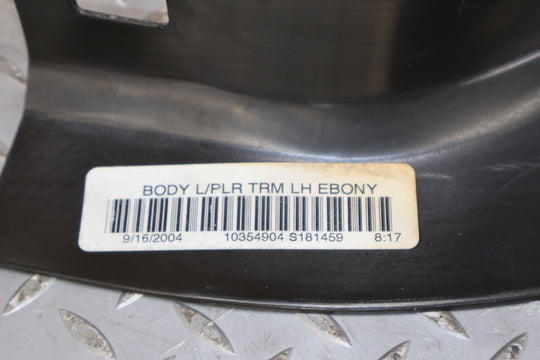 BODY L/PLR TRM LH EBONY
9/16/2004 10354904 S181459 8:17